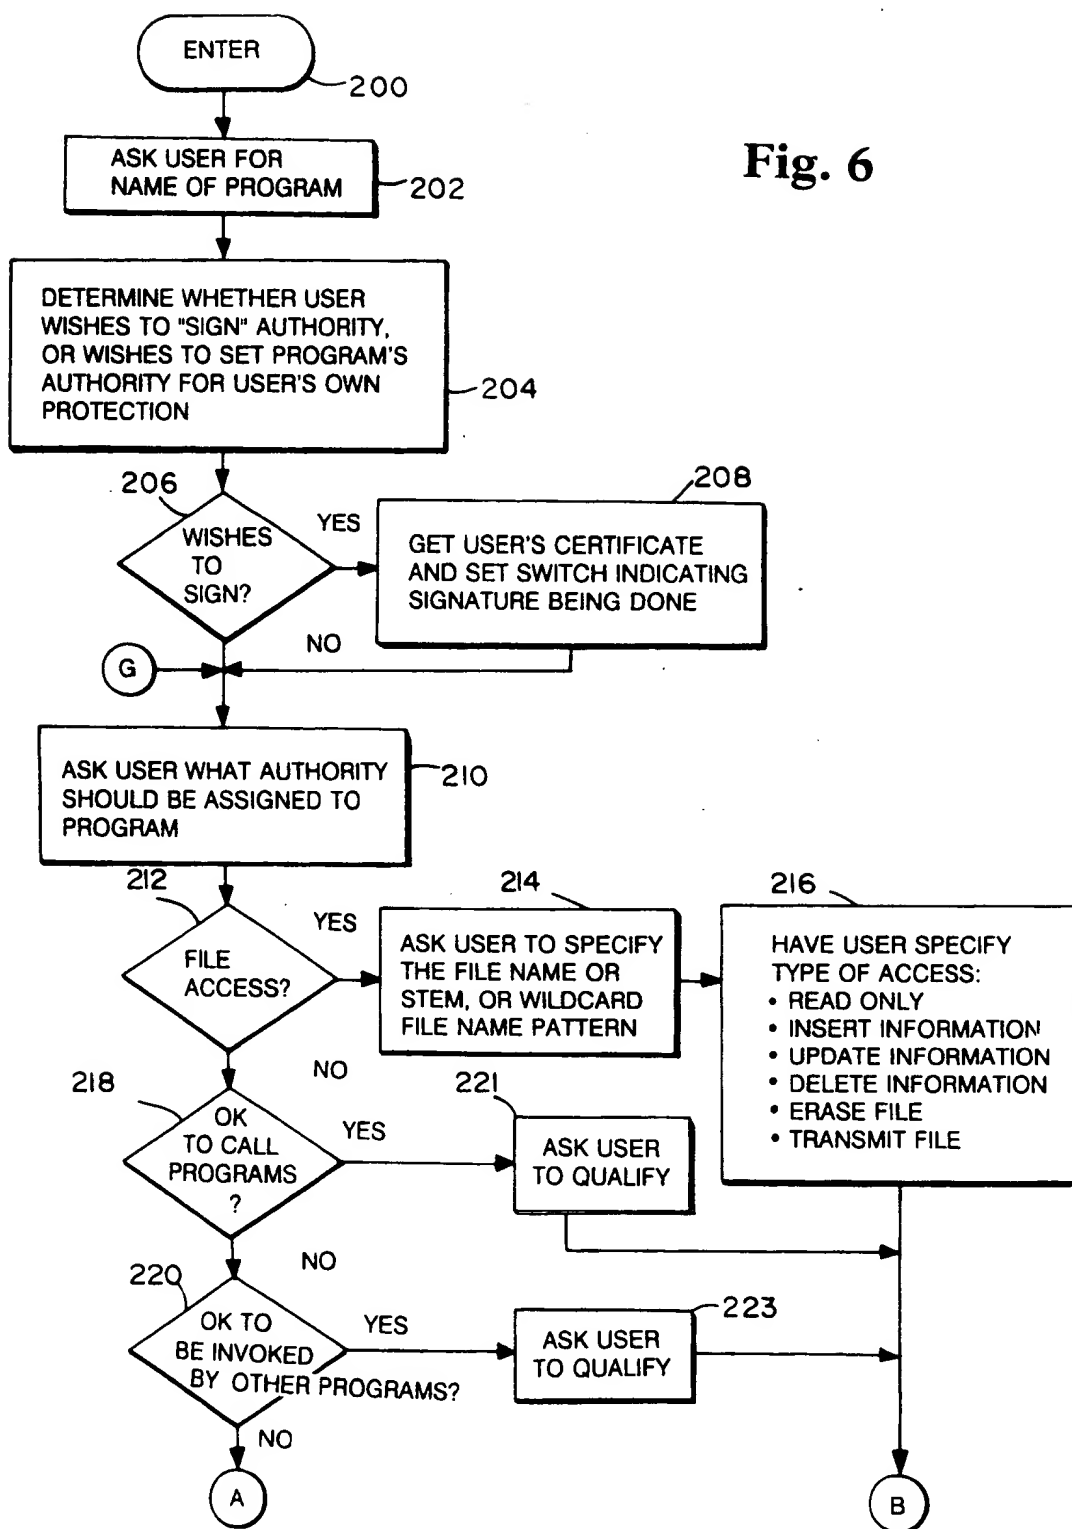 ENTER
200
Fig. 6
ASK USER FOR
NAME OF PROGRAM
202
DETERMINE WHETHER USER
WISHES TO "SIGN" AUTHORITY,
OR WISHES TO SET PROGRAM'S
AUTHORITY FOR USER'S OWN
PROTECTION
204
206
WISHES
TO
SIGN?
YES
208
GET USER'S CERTIFICATE
AND SET SWITCH INDICATING
SIGNATURE BEING DONE
NO
G
ASK USER WHAT AUTHORITY
SHOULD BE ASSIGNED TO
PROGRAM
210
212
FILE
ACCESS?
YES
214
ASK USER TO SPECIFY
THE FILE NAME OR
STEM, OR WILDCARD
FILE NAME PATTERN
216
HAVE USER SPECIFY
TYPE OF ACCESS:
• READ ONLY
• INSERT INFORMATION
• UPDATE INFORMATION
• DELETE INFORMATION
• ERASE FILE
• TRANSMIT FILE
NO
218
OK
TO CALL
PROGRAMS
?
YES
221
ASK USER
TO QUALIFY
NO
220
OK TO
BE INVOKED
BY OTHER PROGRAMS?
YES
223
ASK USER
TO QUALIFY
NO
A
B